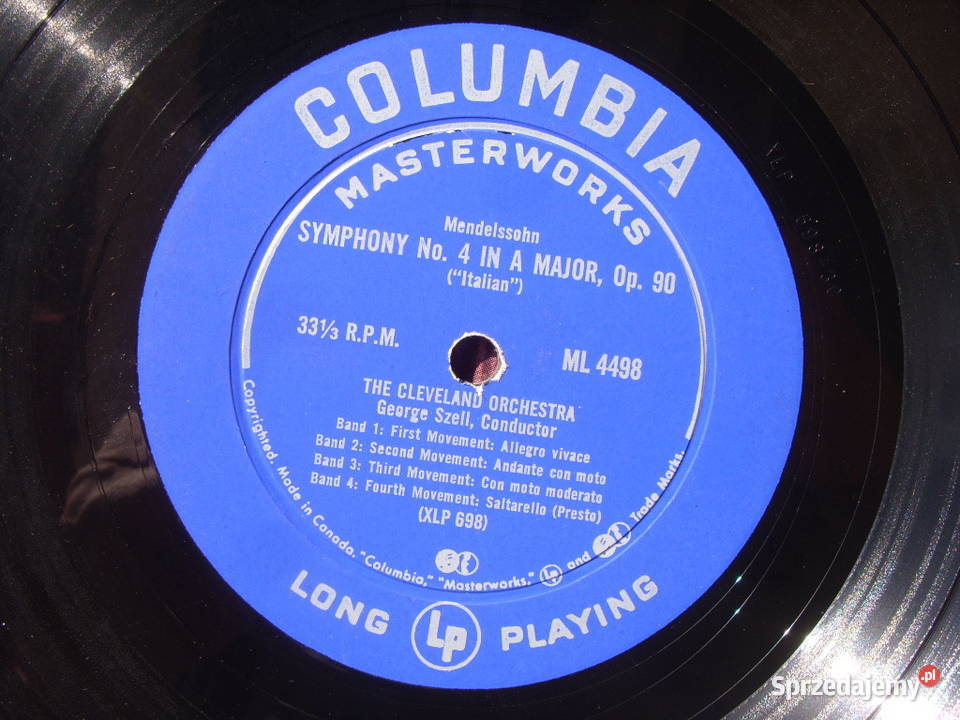 COLUMBIA
MASTERWORKS
Mendelssohn
SYMPHONY No. 4 IN A MAJOR, Op. 90
("Italian")
33⅓ R.P.M.
ML 4498
THE CLEVELAND ORCHESTRA
George Szell, Conductor
Band 1: First Movement: Allegro vivace
Band 2: Second Movement: Andante con moto
Band 3: Third Movement: Con moto moderato
Band 4: Fourth Movement: Saltarello (Presto)
(XLP 698)
Copyrighted. Made in Canada. "Columbia," "Masterworks," Lp and Trade Marks.
LONG Lp PLAYING
Sprzedajemy.pl